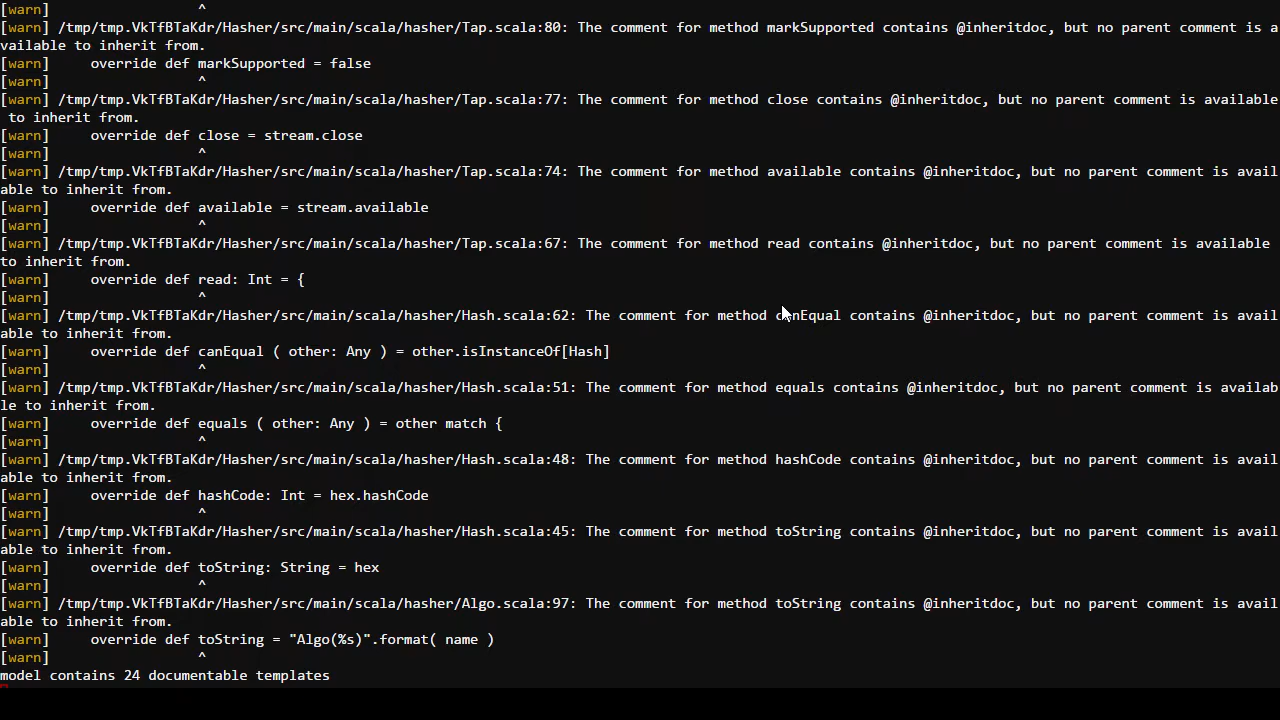 [warn]                   ^
[warn] /tmp/tmp.VkTfBTaKdr/Hasher/src/main/scala/hasher/Tap.scala:80: The comment for method markSupported contains @inheritdoc, but no parent comment is a
vailable to inherit from.
[warn]     override def markSupported = false
[warn]                  ^
[warn] /tmp/tmp.VkTfBTaKdr/Hasher/src/main/scala/hasher/Tap.scala:77: The comment for method close contains @inheritdoc, but no parent comment is available
 to inherit from.
[warn]     override def close = stream.close
[warn]                  ^
[warn] /tmp/tmp.VkTfBTaKdr/Hasher/src/main/scala/hasher/Tap.scala:74: The comment for method available contains @inheritdoc, but no parent comment is avail
able to inherit from.
[warn]     override def available = stream.available
[warn]                  ^
[warn] /tmp/tmp.VkTfBTaKdr/Hasher/src/main/scala/hasher/Tap.scala:67: The comment for method read contains @inheritdoc, but no parent comment is available
to inherit from.
[warn]     override def read: Int = {
[warn]                  ^
[warn] /tmp/tmp.VkTfBTaKdr/Hasher/src/main/scala/hasher/Hash.scala:62: The comment for method canEqual contains @inheritdoc, but no parent comment is avail
able to inherit from.
[warn]     override def canEqual ( other: Any ) = other.isInstanceOf[Hash]
[warn]                  ^
[warn] /tmp/tmp.VkTfBTaKdr/Hasher/src/main/scala/hasher/Hash.scala:51: The comment for method equals contains @inheritdoc, but no parent comment is availab
le to inherit from.
[warn]     override def equals ( other: Any ) = other match {
[warn]                  ^
[warn] /tmp/tmp.VkTfBTaKdr/Hasher/src/main/scala/hasher/Hash.scala:48: The comment for method hashCode contains @inheritdoc, but no parent comment is avail
able to inherit from.
[warn]     override def hashCode: Int = hex.hashCode
[warn]                  ^
[warn] /tmp/tmp.VkTfBTaKdr/Hasher/src/main/scala/hasher/Hash.scala:45: The comment for method toString contains @inheritdoc, but no parent comment is avail
able to inherit from.
[warn]     override def toString: String = hex
[warn]                  ^
[warn] /tmp/tmp.VkTfBTaKdr/Hasher/src/main/scala/hasher/Algo.scala:97: The comment for method toString contains @inheritdoc, but no parent comment is avail
able to inherit from.
[warn]     override def toString = "Algo(%s)".format( name )
[warn]                  ^
model contains 24 documentable templates